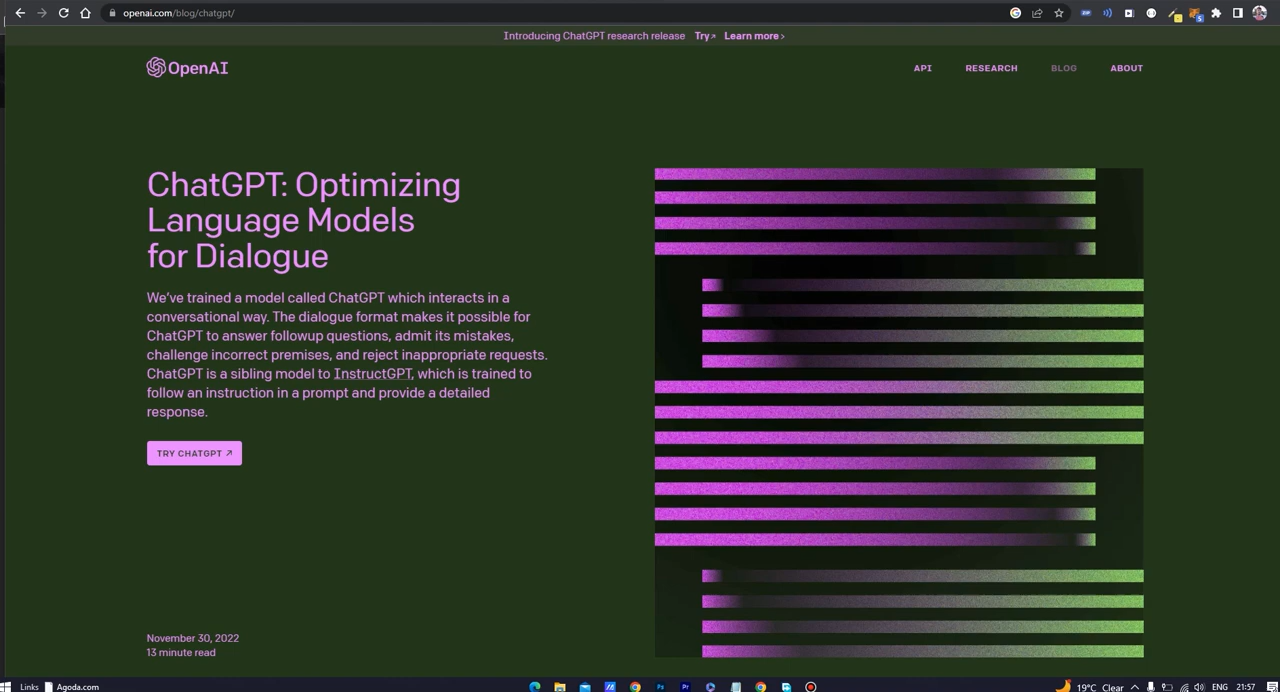 openai.com/blog/chatgpt/
Introducing ChatGPT research release Try↗ Learn more ›
OpenAI
API RESEARCH BLOG ABOUT
ChatGPT: Optimizing
Language Models
for Dialogue
We've trained a model called ChatGPT which interacts in a
conversational way. The dialogue format makes it possible for
ChatGPT to answer followup questions, admit its mistakes,
challenge incorrect premises, and reject inappropriate requests.
ChatGPT is a sibling model to InstructGPT, which is trained to
follow an instruction in a prompt and provide a detailed
response.
TRY CHATGPT ↗
November 30, 2022
13 minute read
Links Agoda.com 19°C Clear ENG 21:57